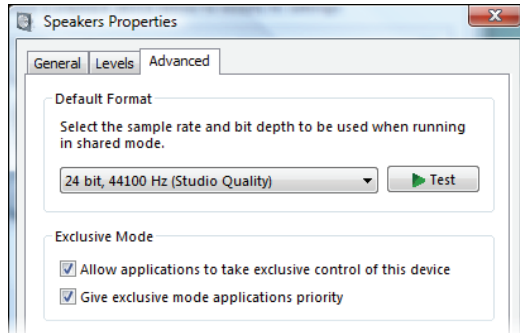 Speakers Properties
General Levels Advanced
Default Format
Select the sample rate and bit depth to be used when running
in shared mode.
24 bit, 44100 Hz (Studio Quality) Test
Exclusive Mode
Allow applications to take exclusive control of this device
Give exclusive mode applications priority